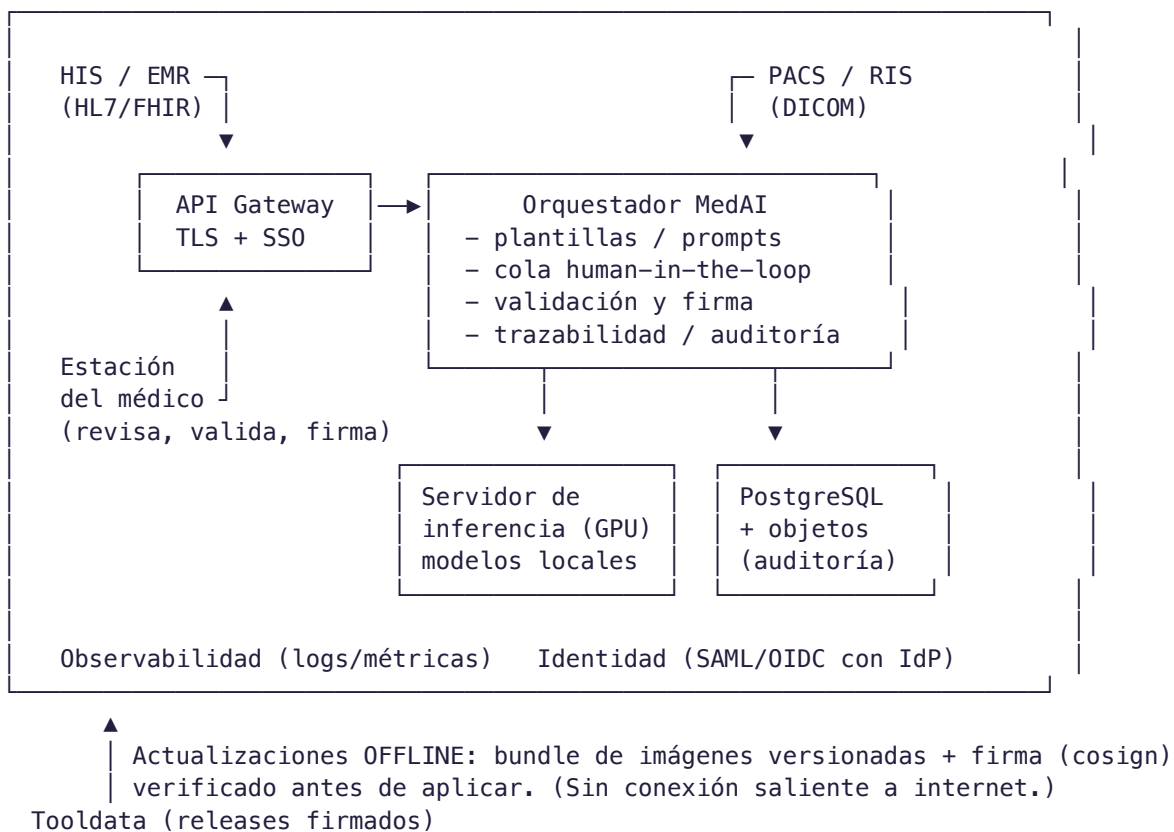 HIS / EMR PACS / RIS
(HL7/FHIR) (DICOM)
API Gateway Orquestador MedAI
TLS + SSO – plantillas / prompts
– cola human-in-the-loop
– validación y firma
– trazabilidad / auditoría
Estación
del médico
(revisa, valida, firma)
Servidor de PostgreSQL
inferencia (GPU) + objetos
modelos locales (auditoría)
Observabilidad (logs/métricas) Identidad (SAML/OIDC con IdP)
Actualizaciones OFFLINE: bundle de imágenes versionadas + firma (cosign)
verificado antes de aplicar. (Sin conexión saliente a internet.)
Tooldata (releases firmados)